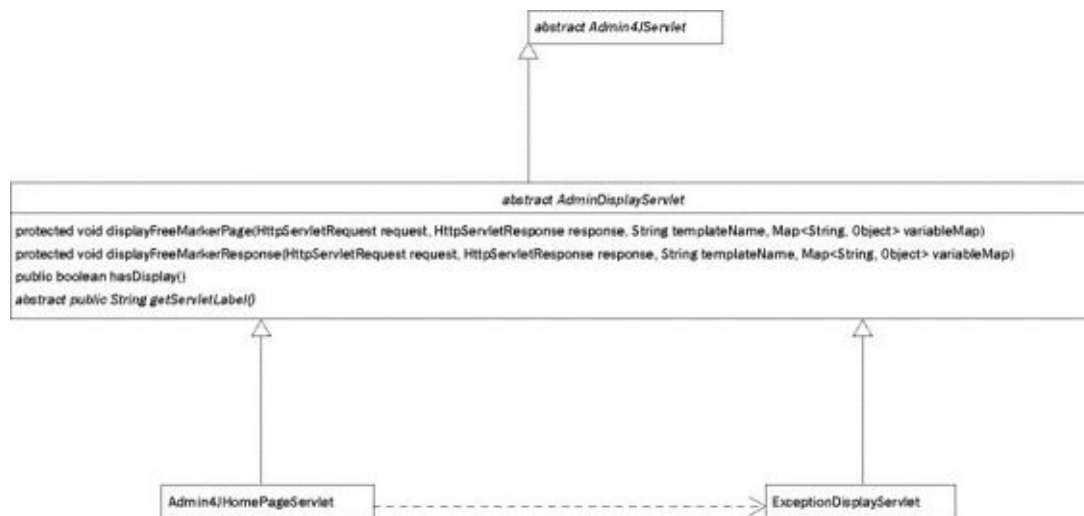 abstract Admin4JServlet
abstract AdminDisplayServlet
protected void displayFreeMarkerPage(HttpServletRequest request, HttpServletResponse response, String templateName, Map<String, Object> variableMap)
protected void displayFreeMarkerResponse(HttpServletRequest request, HttpServletResponse response, String templateName, Map<String, Object> variableMap)
public boolean hasDisplay()
abstract public String getServletLabel()
Admin4JHomePageServlet
ExceptionDisplayServlet